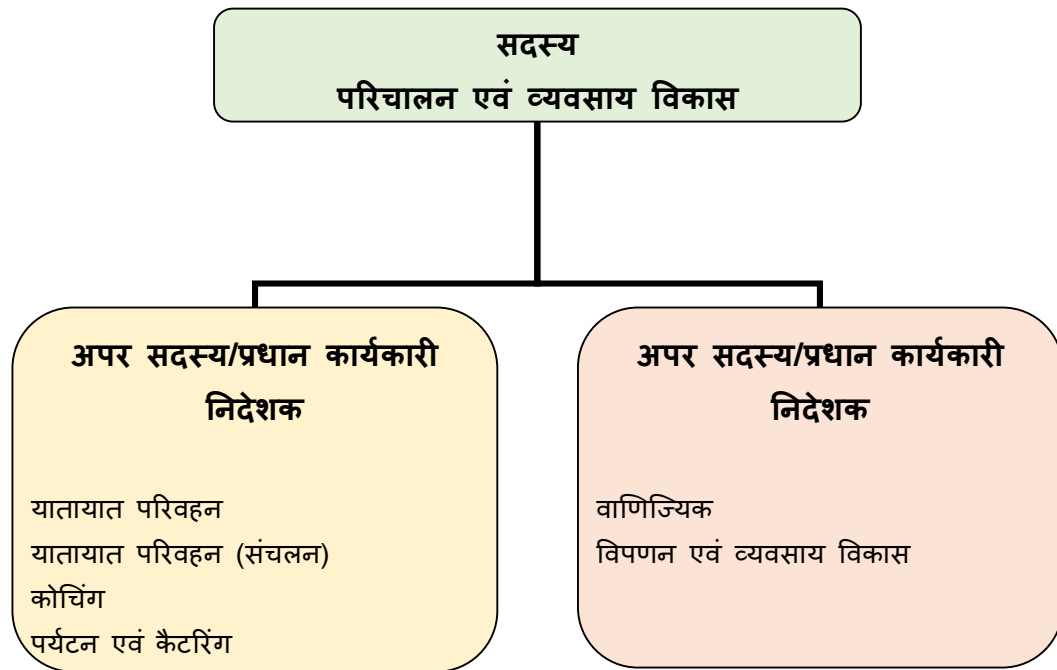 सदस्य
परिचालन एवं व्यवसाय विकास
अपर सदस्य/प्रधान कार्यकारी
निदेशक
यातायात परिवहन
यातायात परिवहन (संचलन)
कोचिंग
पर्यटन एवं कैटरिंग
अपर सदस्य/प्रधान कार्यकारी
निदेशक
वाणिज्यिक
विपणन एवं व्यवसाय विकास